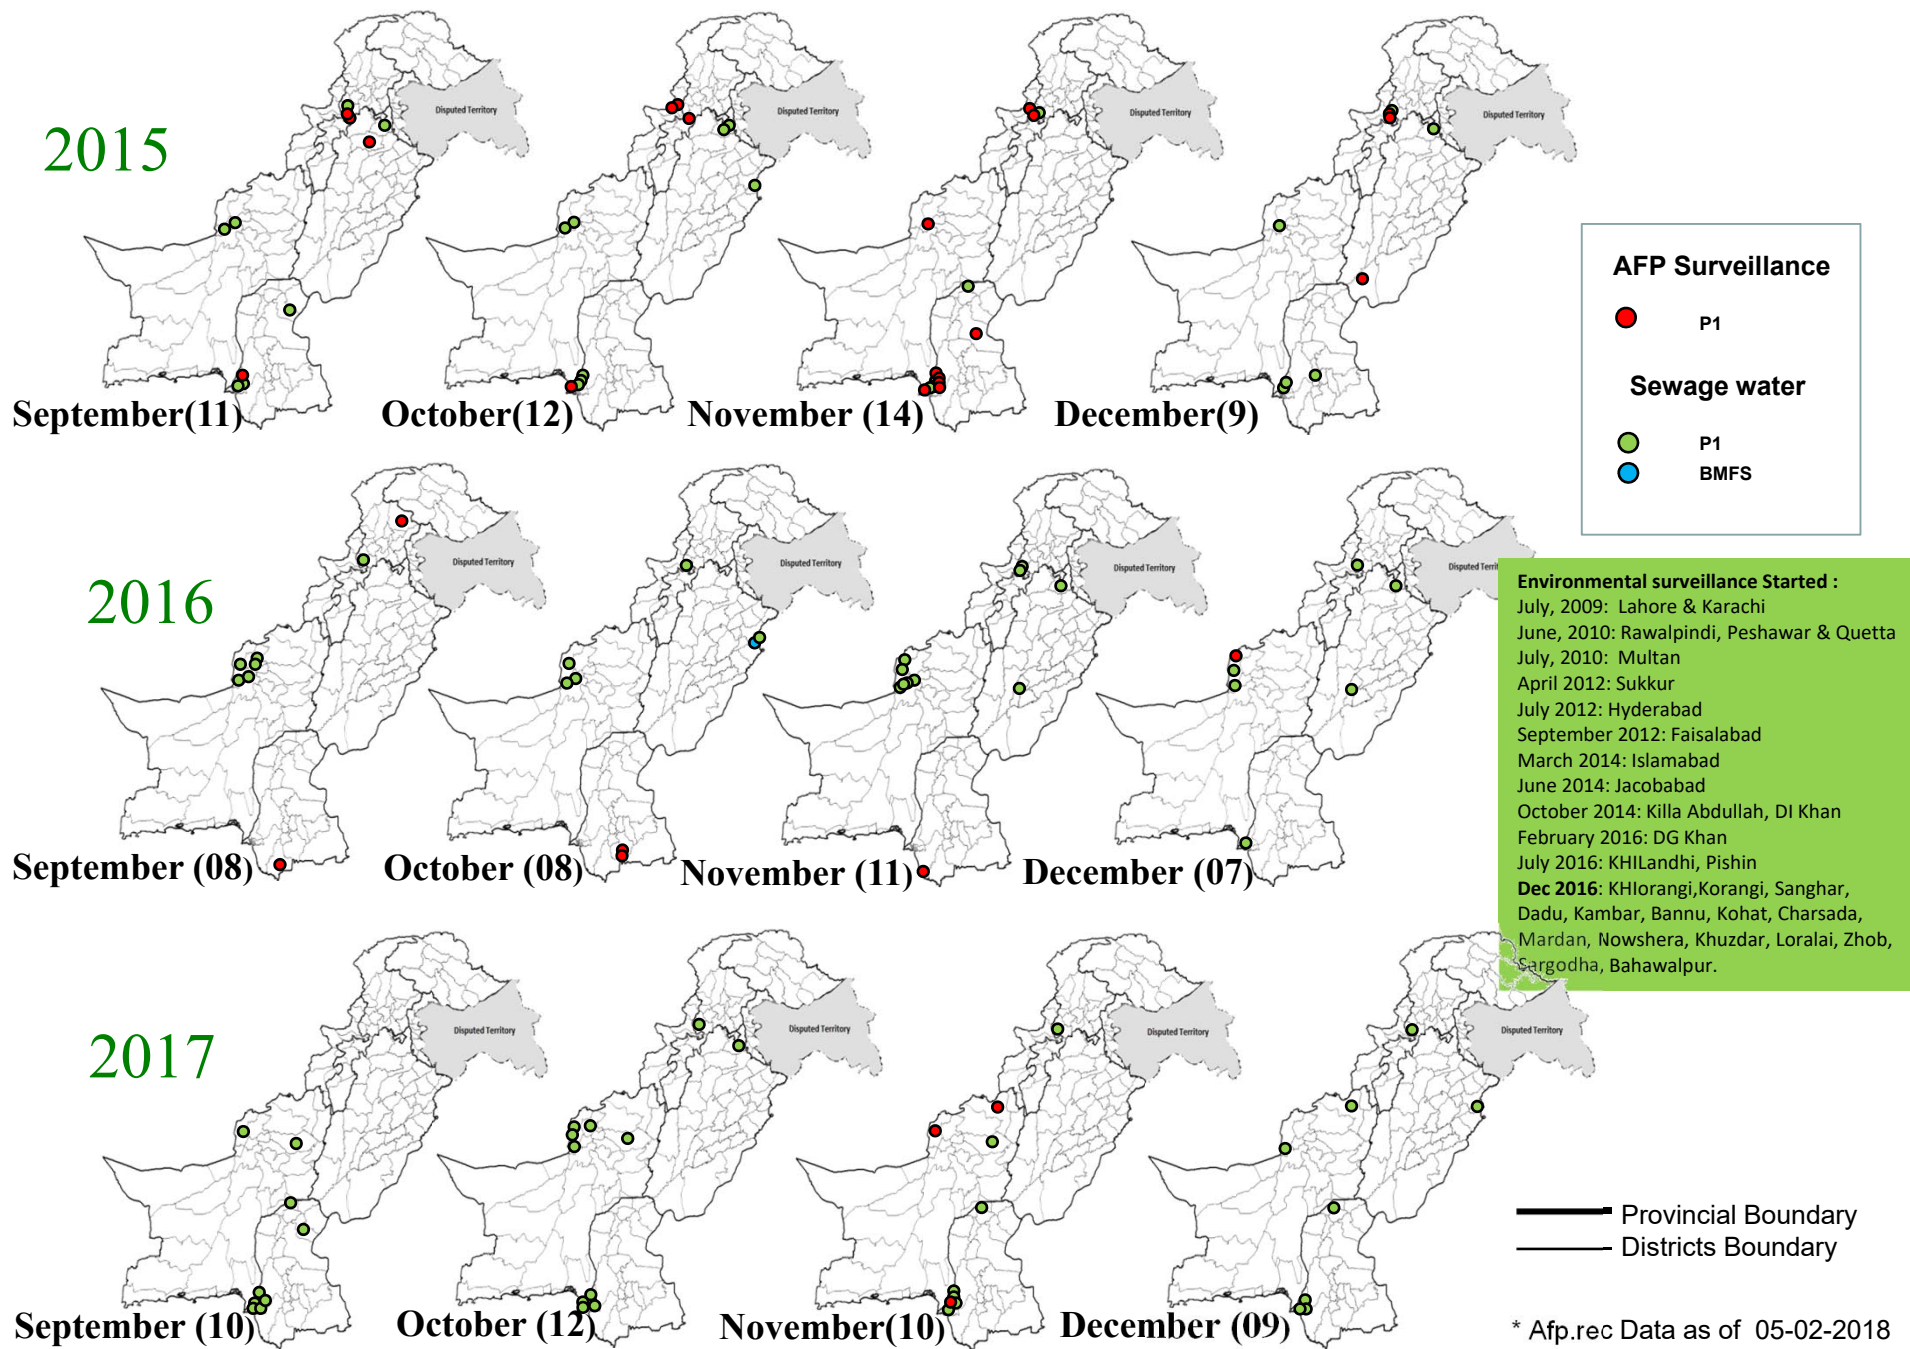 2015
Disputed Territory
Disputed Territory
Disputed Territory
Disputed Territory
September(11)
October(12)
November (14)
December(9)
AFP Surveillance
P1
Sewage water
P1
BMFS
2016
Disputed Territory
Disputed Territory
Disputed Territory
Disputed Territ
September (08)
October (08)
November (11)
December (07)
Environmental surveillance Started :
July, 2009: Lahore & Karachi
June, 2010: Rawalpindi, Peshawar & Quetta
July, 2010: Multan
April 2012: Sukkur
July 2012: Hyderabad
September 2012: Faisalabad
March 2014: Islamabad
June 2014: Jacobabad
October 2014: Killa Abdullah, DI Khan
February 2016: DG Khan
July 2016: KHILandhi, Pishin
Dec 2016: KHIorangi,Korangi, Sanghar,
Dadu, Kambar, Bannu, Kohat, Charsada,
Mardan, Nowshera, Khuzdar, Loralai, Zhob,
Sargodha, Bahawalpur.
2017
Disputed Territory
Disputed Territory
Disputed Territory
Disputed Territory
September (10)
October (12)
November(10)
December (09)
Provincial Boundary
Districts Boundary
* Afp.rec Data as of 05-02-2018